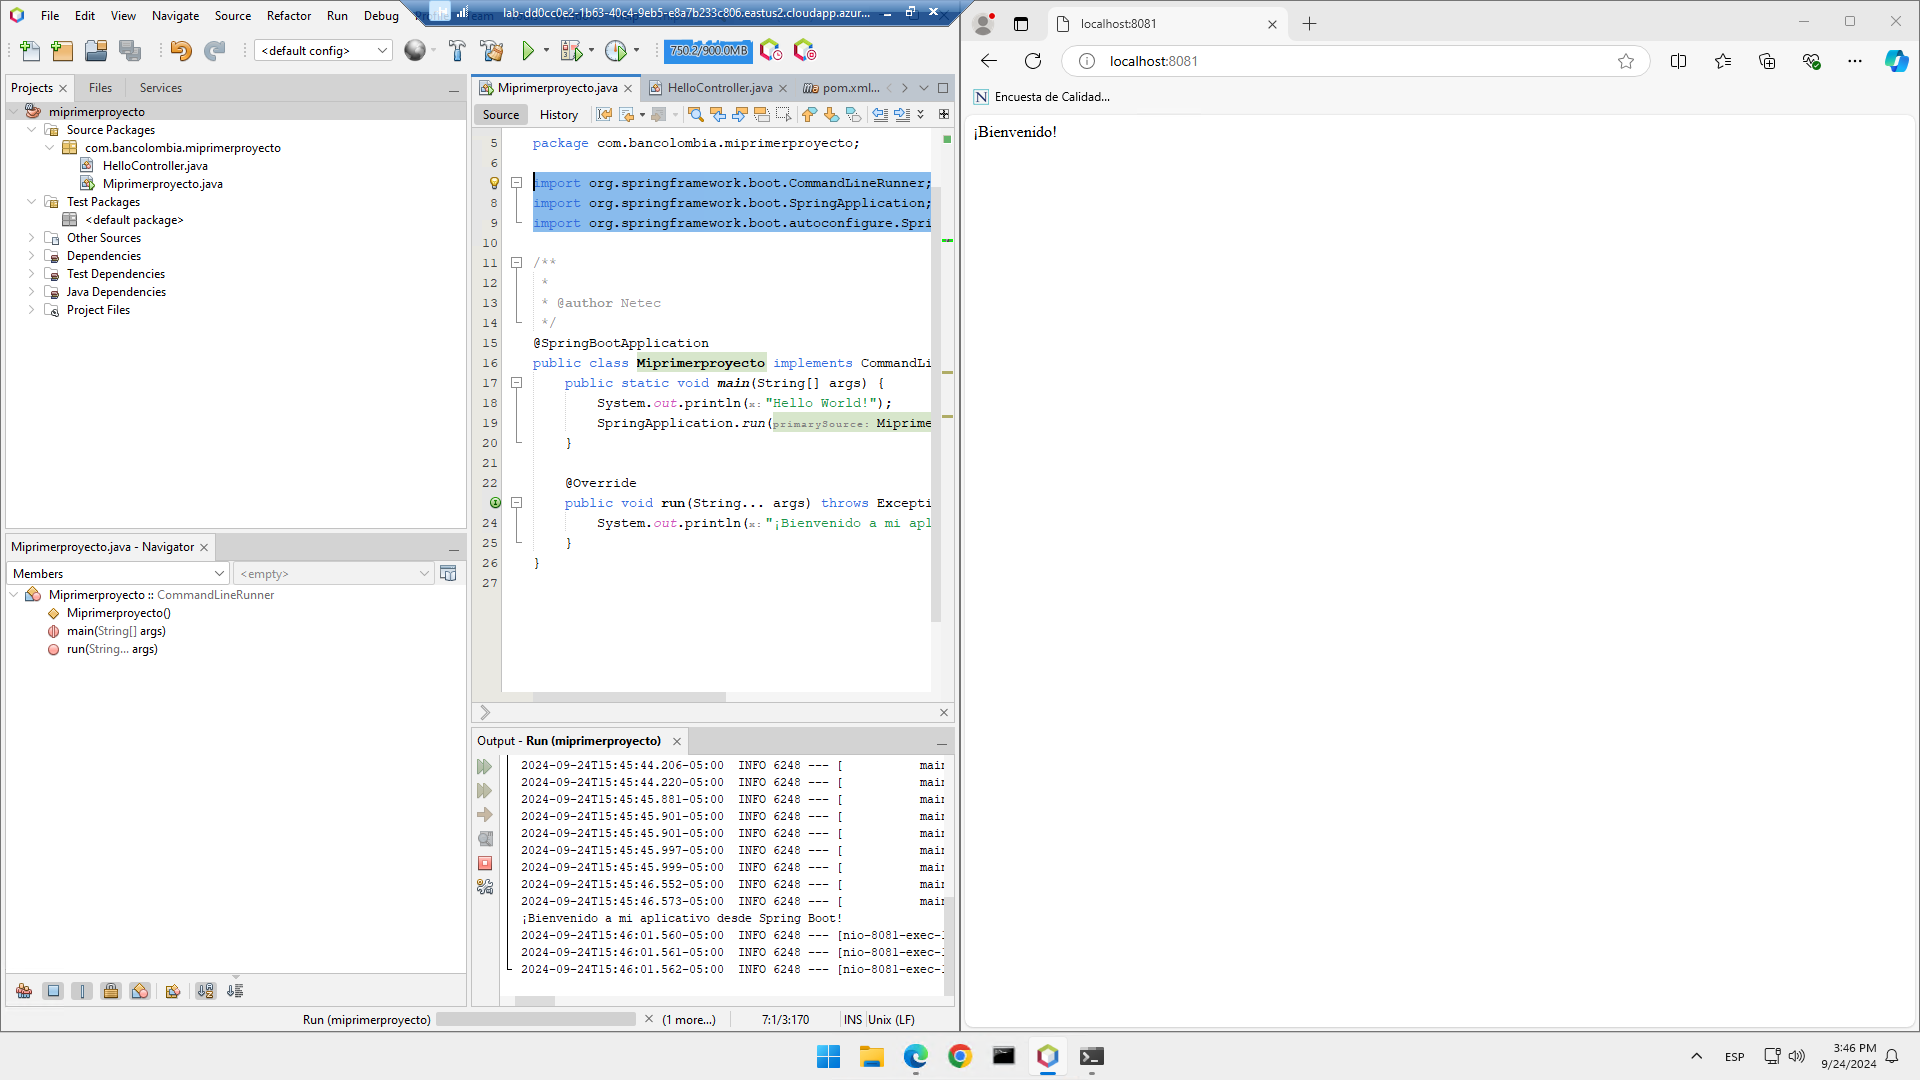 File Edit View Navigate Source Refactor Run Debug
lab-dd0cc0e2-1b63-40c4-9eb5-e8a7b233c806.eastus2.cloudapp.azur...
<default config>
750.2/900.0MB
Projects Files Services
miprimerproyecto
Source Packages
com.bancolombia.miprimerproyecto
HelloController.java
Miprimerproyecto.java
Test Packages
<default package>
Other Sources
Dependencies
Test Dependencies
Java Dependencies
Project Files
Miprimerproyecto.java - Navigator
Members <empty>
Miprimerproyecto :: CommandLineRunner
Miprimerproyecto()
main(String[] args)
run(String... args)
Miprimerproyecto.java HelloController.java pom.xml...
Source History
5 package com.bancolombia.miprimerproyecto;
6
import org.springframework.boot.CommandLineRunner;
8 import org.springframework.boot.SpringApplication;
9 import org.springframework.boot.autoconfigure.Spri
10
11 /**
12 *
13 * @author Netec
14 */
15 @SpringBootApplication
16 public class Miprimerproyecto implements CommandLi
17 public static void main(String[] args) {
18 System.out.println(x: "Hello World!");
19 SpringApplication.run(primarySource: Miprime
20 }
21
22 @Override
public void run(String... args) throws Excepti
24 System.out.println(x: "¡Bienvenido a mi apl
25 }
26 }
27
Output - Run (miprimerproyecto)
2024-09-24T15:45:44.206-05:00 INFO 6248 --- [ main
2024-09-24T15:45:44.220-05:00 INFO 6248 --- [ main
2024-09-24T15:45:45.881-05:00 INFO 6248 --- [ main
2024-09-24T15:45:45.901-05:00 INFO 6248 --- [ main
2024-09-24T15:45:45.901-05:00 INFO 6248 --- [ main
2024-09-24T15:45:45.997-05:00 INFO 6248 --- [ main
2024-09-24T15:45:45.999-05:00 INFO 6248 --- [ main
2024-09-24T15:45:46.552-05:00 INFO 6248 --- [ main
2024-09-24T15:45:46.573-05:00 INFO 6248 --- [ main
¡Bienvenido a mi aplicativo desde Spring Boot!
2024-09-24T15:46:01.560-05:00 INFO 6248 --- [nio-8081-exec-1
2024-09-24T15:46:01.561-05:00 INFO 6248 --- [nio-8081-exec-1
2024-09-24T15:46:01.562-05:00 INFO 6248 --- [nio-8081-exec-1
Run (miprimerproyecto) (1 more...) 7:1/3:170 INS Unix (LF)
localhost:8081
localhost:8081
Encuesta de Calidad...
¡Bienvenido!
ESP
3:46 PM
9/24/2024